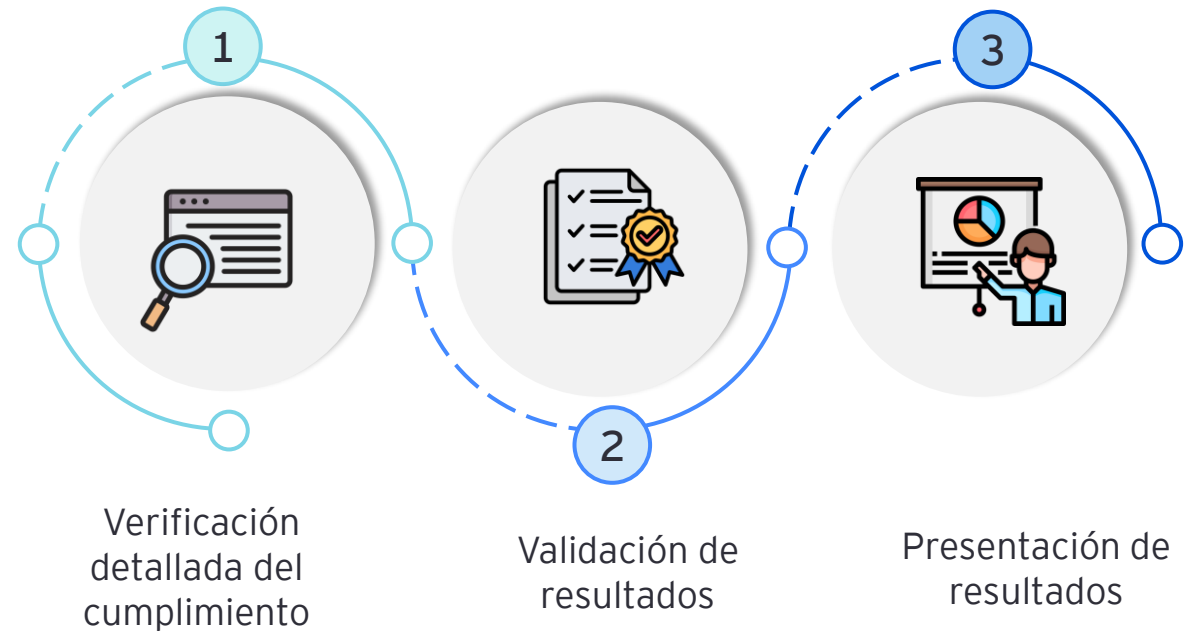 1
Verificación
detallada del
cumplimiento
2
Validación de
resultados
3
Presentación de
resultados